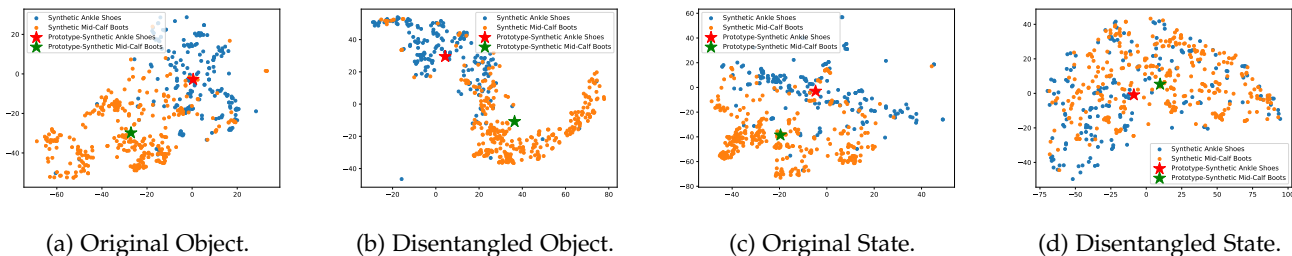 Synthetic Ankle Shoes
Synthetic Mid-Calf Boots
Prototype-Synthetic Ankle Shoes
Prototype-Synthetic Mid-Calf Boots
20
0
−20
−40
−60 −40 −20 0 20
(a) Original Object.
Synthetic Ankle Shoes
Synthetic Mid-Calf Boots
Prototype-Synthetic Ankle Shoes
Prototype-Synthetic Mid-Calf Boots
40
20
0
−20
−40
−20 0 20 40 60 80
(b) Disentangled Object.
Synthetic Ankle Shoes
Synthetic Mid-Calf Boots
Prototype-Synthetic Ankle Shoes
Prototype-Synthetic Mid-Calf Boots
60
40
20
0
−20
−40
−60
−80
−40 −20 0 20 40
(c) Original State.
40
20
0
−20
−40
Synthetic Ankle Shoes
Synthetic Mid-Calf Boots
Prototype-Synthetic Ankle Shoes
Prototype-Synthetic Mid-Calf Boots
−75 −50 −25 0 25 50 75 100
(d) Disentangled State.